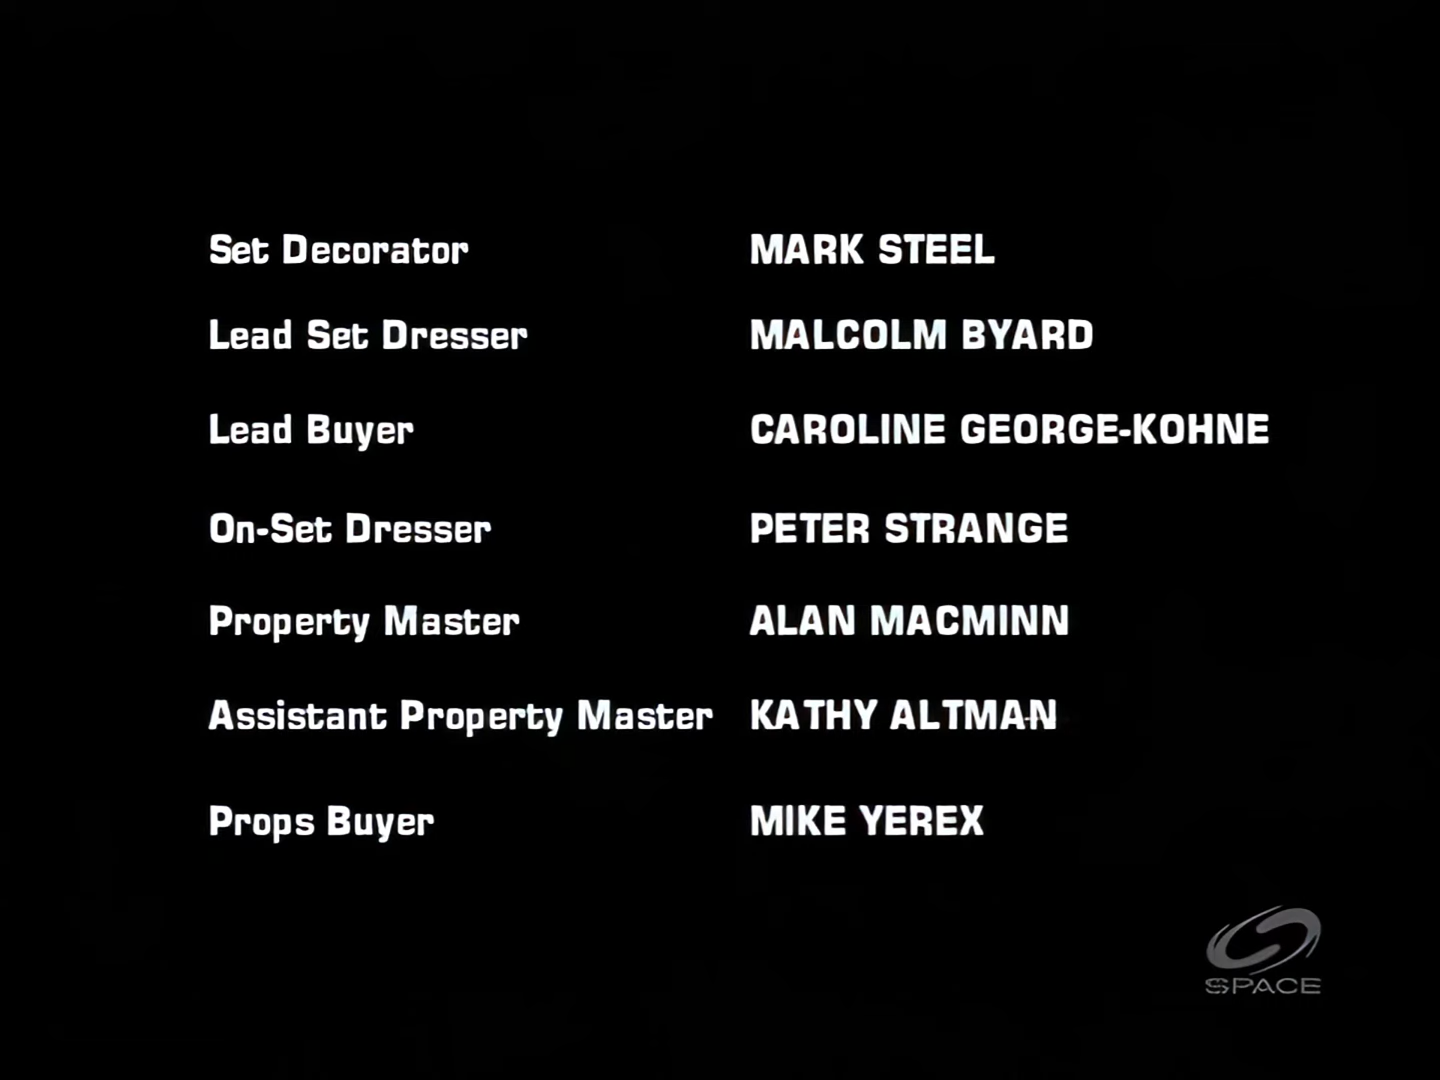 Set Decorator MARK STEEL
Lead Set Dresser MALCOLM BYARD
Lead Buyer CAROLINE GEORGE-KOHNE
On-Set Dresser PETER STRANGE
Property Master ALAN MACMINN
Assistant Property Master KATHY ALTMAN
Props Buyer MIKE YEREX
SPACE